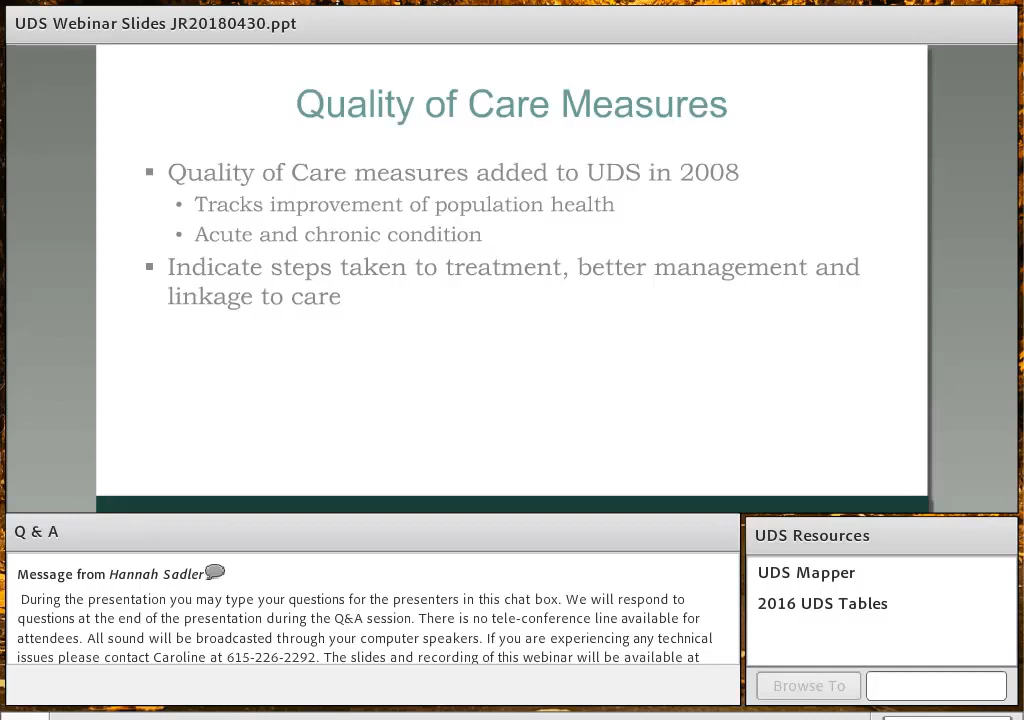 UDS Webinar Slides JR20180430.ppt
Quality of Care Measures
▪ Quality of Care measures added to UDS in 2008
• Tracks improvement of population health
• Acute and chronic condition
▪ Indicate steps taken to treatment, better management and
linkage to care
Q & A
Message from Hannah Sadler
During the presentation you may type your questions for the presenters in this chat box. We will respond to
questions at the end of the presentation during the Q&A session. There is no tele-conference line available for
attendees. All sound will be broadcasted through your computer speakers. If you are experiencing any technical
issues please contact Caroline at 615-226-2292. The slides and recording of this webinar will be available at
UDS Resources
UDS Mapper
2016 UDS Tables
Browse To